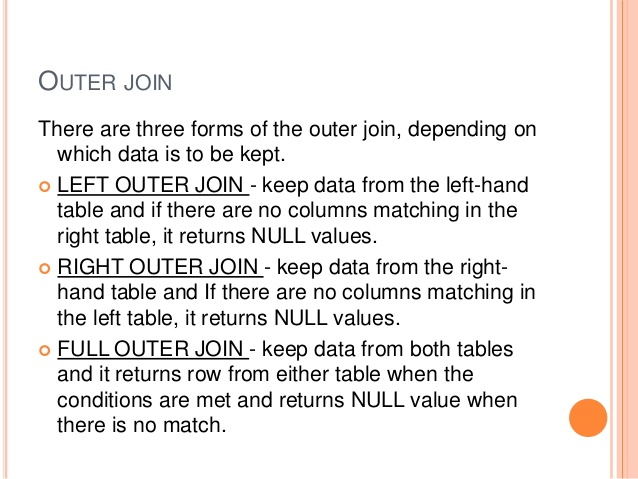 OUTER JOIN
There are three forms of the outer join, depending on
which data is to be kept.
LEFT OUTER JOIN - keep data from the left-hand
table and if there are no columns matching in the
right table, it returns NULL values.
RIGHT OUTER JOIN - keep data from the right-
hand table and If there are no columns matching in
the left table, it returns NULL values.
FULL OUTER JOIN - keep data from both tables
and it returns row from either table when the
conditions are met and returns NULL value when
there is no match.